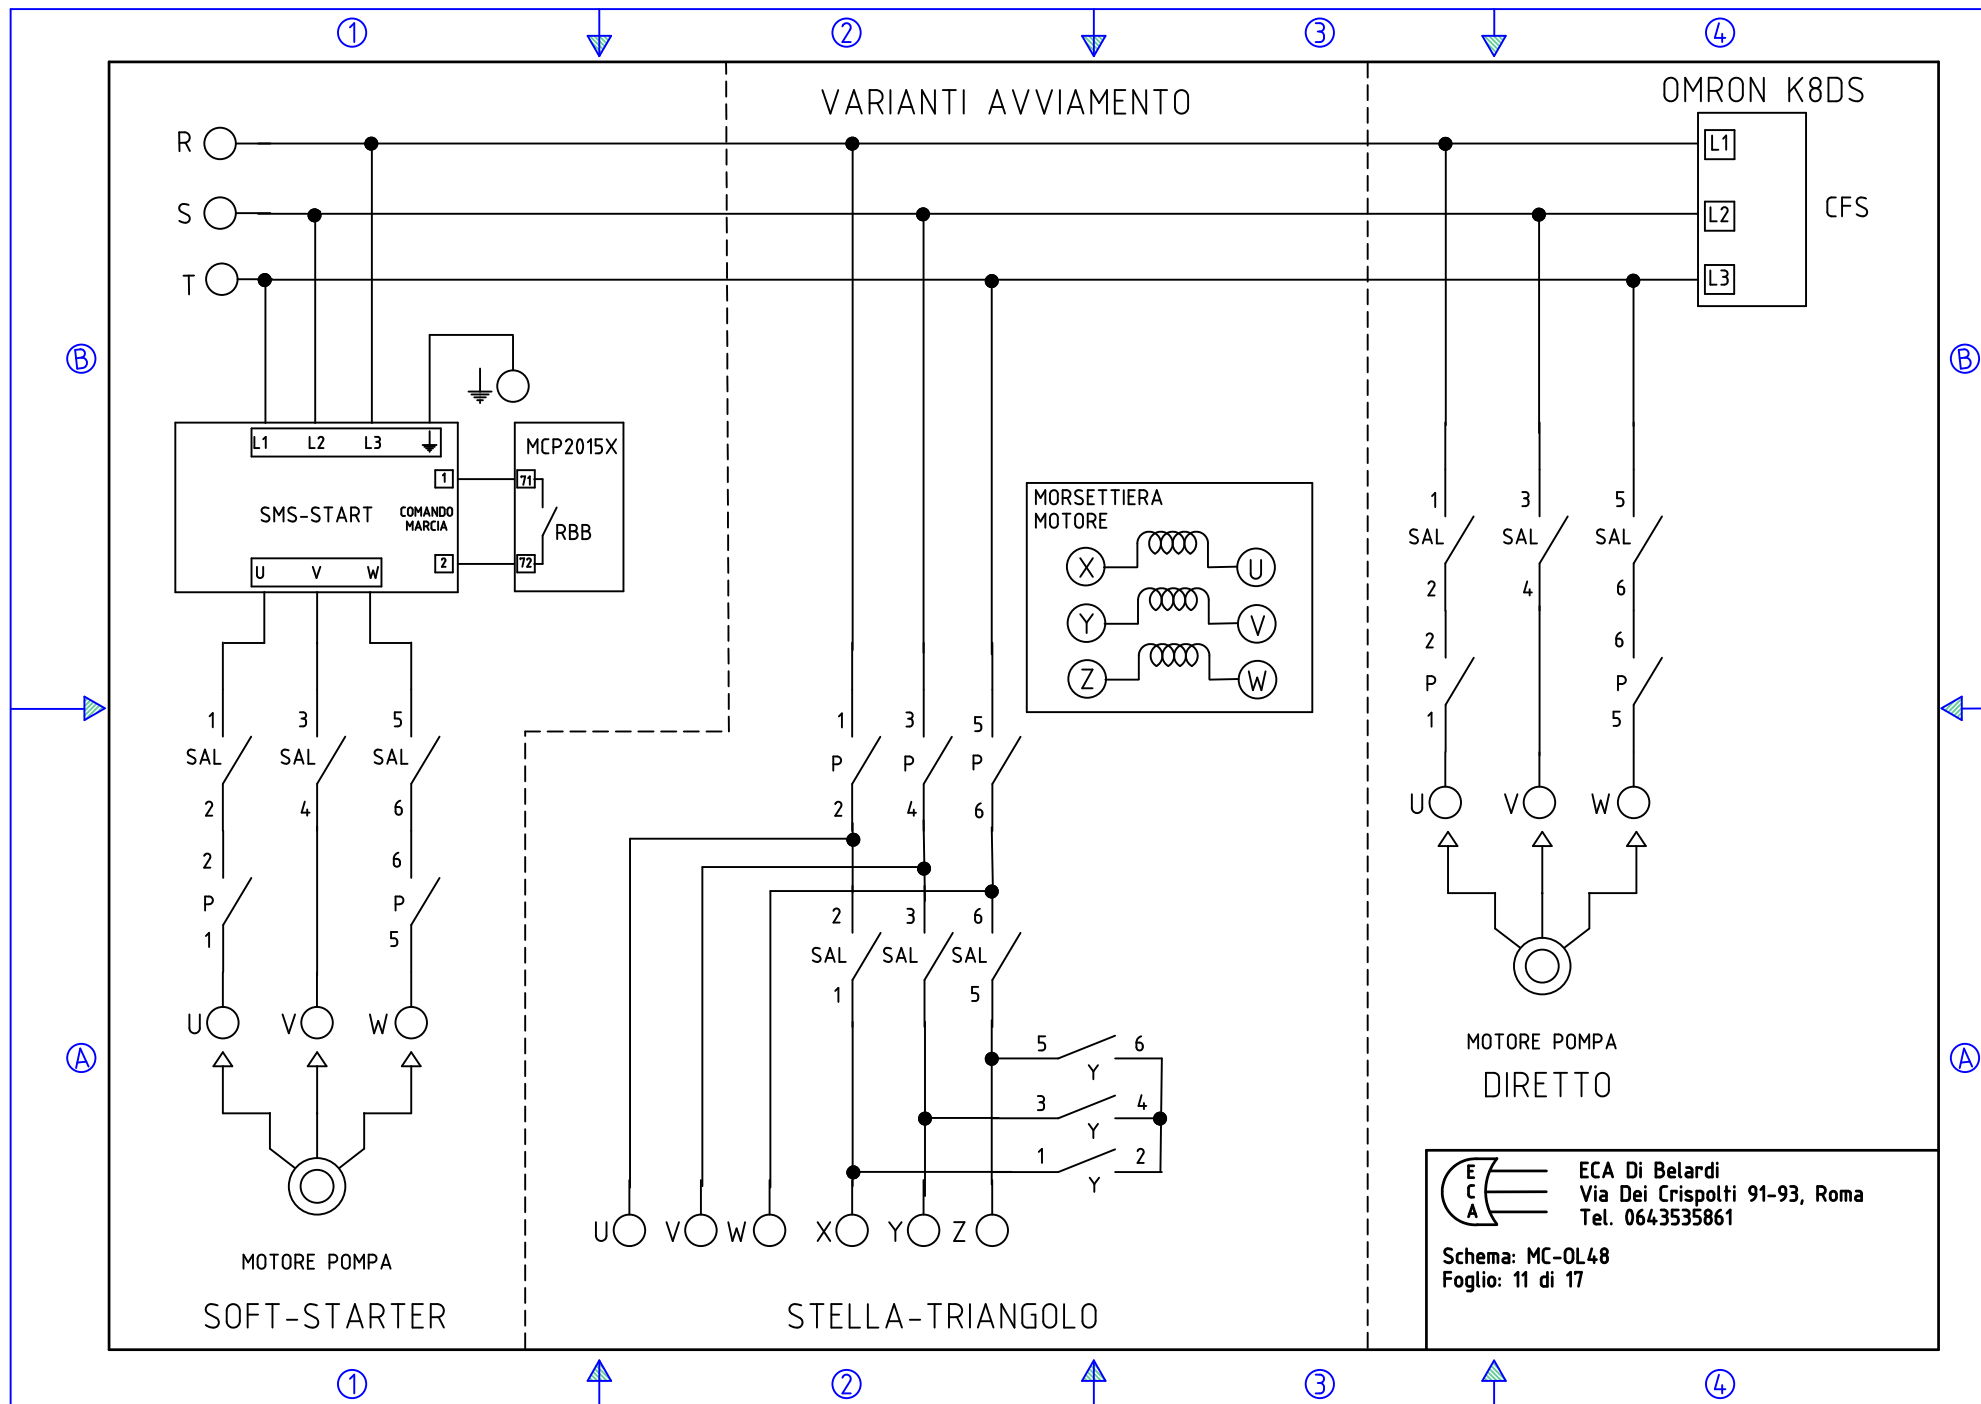 1 2 3 4
VARIANTI AVVIAMENTO
OMRON K8DS
R
L1
S
L2
CFS
T
L3
B B
L1 L2 L3
MCP2015X
1 71
SMS-START
COMANDO
MARCIA
RBB
2 72
U V W
MORSETTIERA
MOTORE
X U
Y V
Z W
1 3 5
SAL SAL SAL
2 4 6
2 6
P P
1 5
U V W
MOTORE POMPA
DIRETTO
1 3 5
SAL SAL SAL
2 4 6
2 6
P P
1 5
U V W
MOTORE POMPA
SOFT-STARTER
1 3 5
P P P
2 4 6
2 3 6
SAL SAL SAL
1 5
5 6
Y
3 4
Y
1 2
Y
U V W X Y Z
STELLA-TRIANGOLO
A A
E
C
A
ECA Di Belardi
Via Dei Crispolti 91-93, Roma
Tel. 0643535861
Schema: MC-OL48
Foglio: 11 di 17
1 2 3 4